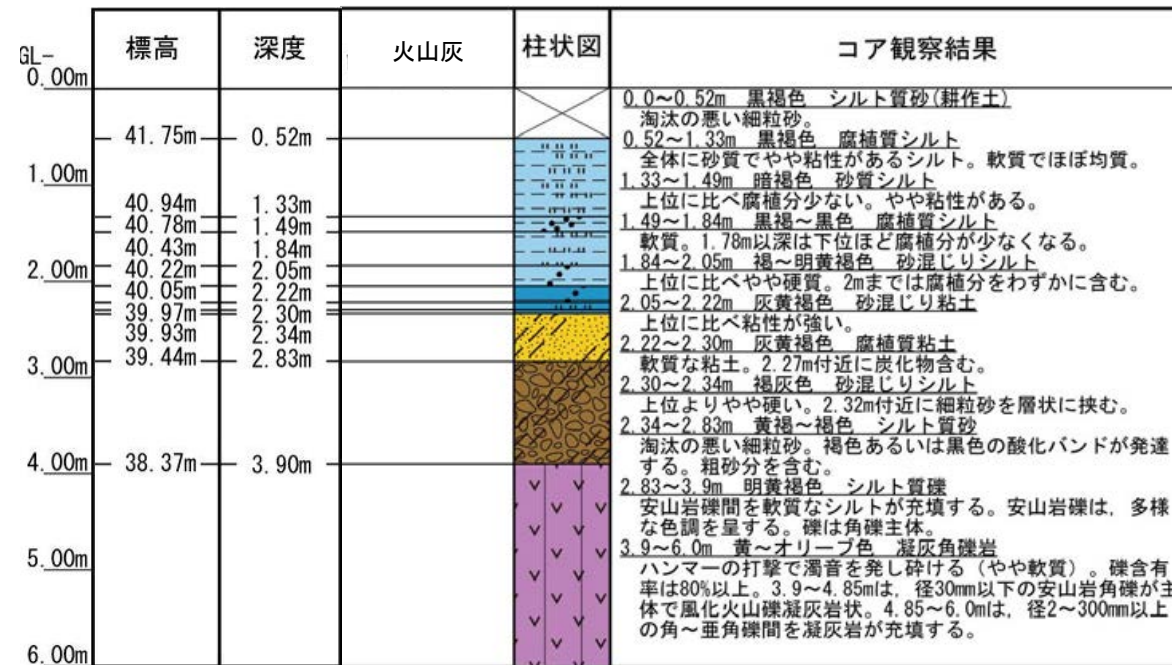 GL-
標高 深度 火山灰 柱状図 コア観察結果
0.00m
41.75m 0.52m
1.00m
40.94m 1.33m
40.78m 1.49m
40.43m 1.84m
2.00m
40.22m 2.05m
40.05m 2.22m
39.97m 2.30m
39.93m 2.34m
39.44m 2.83m
3.00m
4.00m
38.37m 3.90m
5.00m
6.00m
0.0～0.52m 黒褐色 シルト質砂(耕作土)
淘汰の悪い細粒砂。
0.52～1.33m 黒褐色 腐植質シルト
全体に砂質でやや粘性があるシルト。軟質でほぼ均質。
1.33～1.49m 暗褐色 砂質シルト
上位に比べ腐植分少ない。やや粘性がある。
1.49～1.84m 黒褐～黒色 腐植質シルト
軟質。1.78m以深は下位ほど腐植分が少なくなる。
1.84～2.05m 褐～明黄褐色 砂混じりシルト
上位に比べやや硬質。2mまでは腐植分をわずかに含む。
2.05～2.22m 灰黄褐色 砂混じり粘土
上位に比べ粘性が強い。
2.22～2.30m 灰黄褐色 腐植質粘土
軟質な粘土。2.27m付近に炭化物含む。
2.30～2.34m 褐灰色 砂混じりシルト
上位よりやや硬い。2.32m付近に細粒砂を層状に挟む。
2.34～2.83m 黄褐～褐色 シルト質砂
淘汰の悪い細粒砂。褐色あるいは黒色の酸化バンドが発達
する。粗砂分を含む。
2.83～3.9m 明黄褐色 シルト質礫
安山岩礫間を軟質なシルトが充填する。安山岩礫は，多様
な色調を呈する。礫は角礫主体。
3.9～6.0m 黄～オリーブ色 凝灰角礫岩
ハンマーの打撃で濁音を発し砕ける（やや軟質）。礫含有
率は80%以上。3.9～4.85mは，径30mm以下の安山岩角礫が主
体で風化火山礫凝灰岩状。4.85～6.0mは，径2～300mm以上
の角～亜角礫間を凝灰岩が充填する。